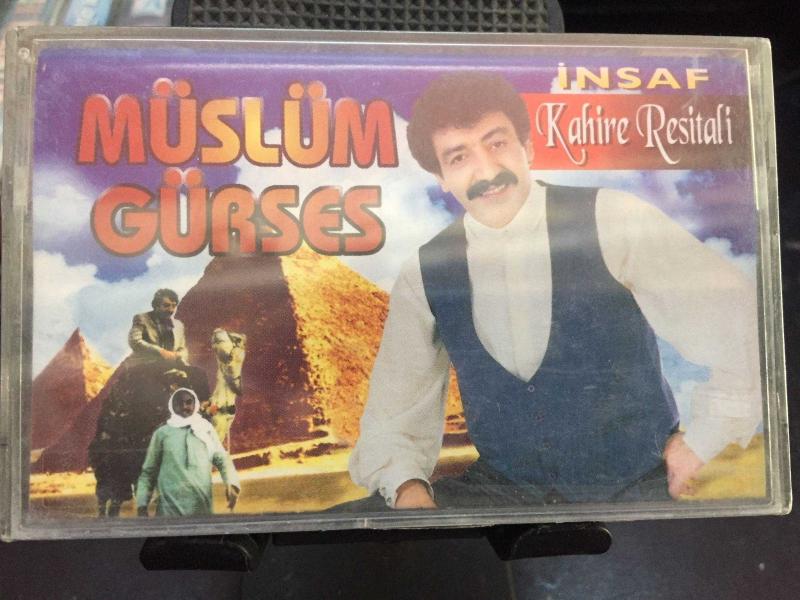 MÜSLÜM
GÜRSES
İNSAF
Kahire Resitali